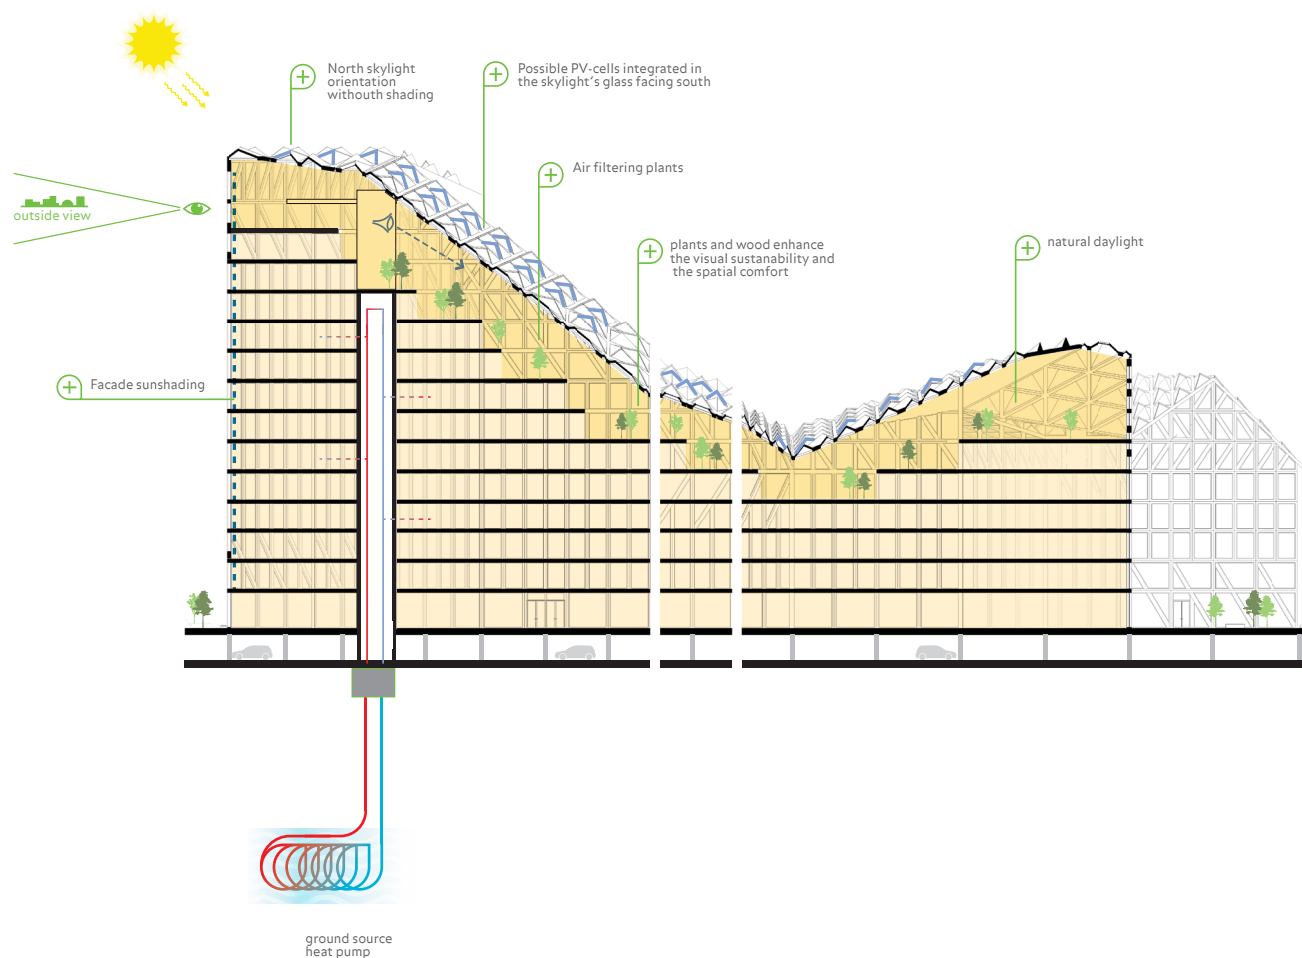 North skylight
orientation
withouth shading
Possible PV-cells integrated in
the skylight's glass facing south
Air filtering plants
outside view
plants and wood enhance
the visual sustanability and
the spatial comfort
natural daylight
Facade sunshading
ground source
heat pump